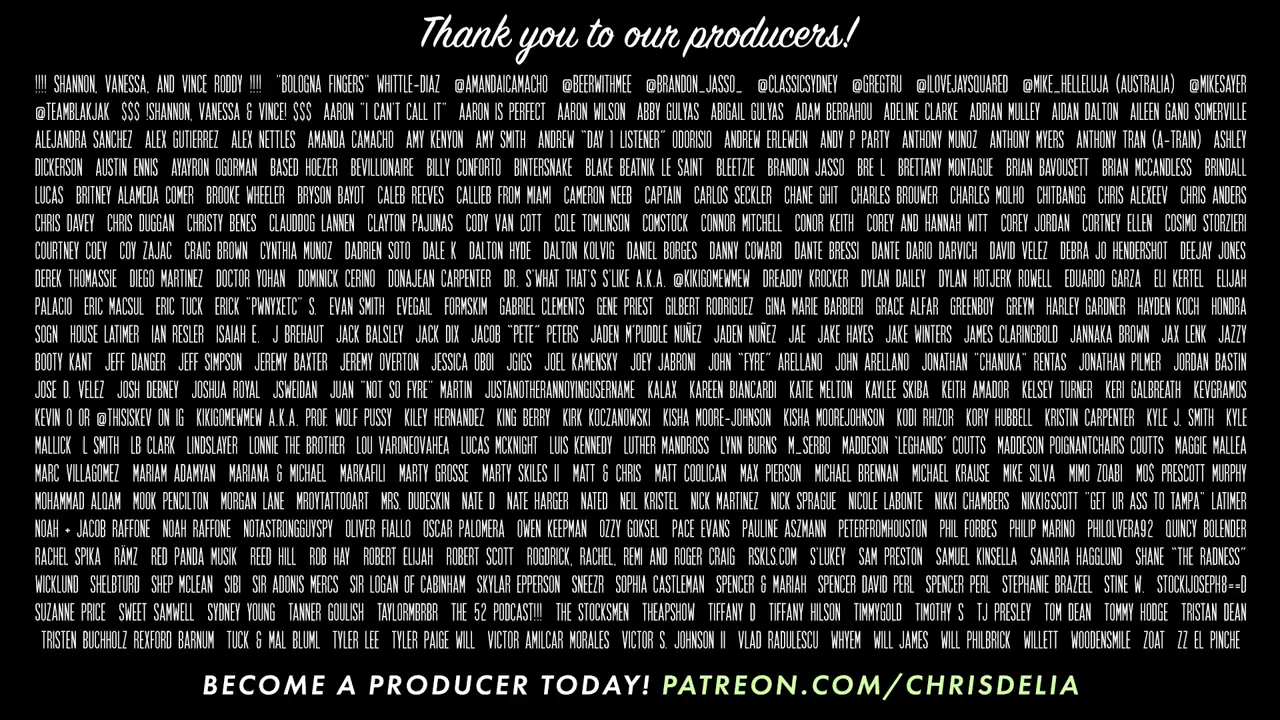 Thank you to our producers!
!!!! SHANNON, VANESSA, AND VINCE RODDY !!!! "BOLOGNA FINGERS" WHITTLE-DIAZ @AMANDA1CAMACHO @BEERWITHMEE @BRANDON_JASSO_ @CLASSICSYDNEY @GREGTRU @ILOVEJAYSQUARED @MIKE_HELLELUJA (AUSTRALIA) @MIKESAYER
@TEAMBLAKJAK $$$ !SHANNON, VANESSA & VINCE! $$$ AARON "I CAN'T CALL IT" AARON IS PERFECT AARON WILSON ABBY GULYAS ABIGAIL GULYAS ADAM BERRAHOU ADELINE CLARKE ADRIAN MULLEY AIDAN DALTON AILEEN GANO SOMERVILLE
ALEJANDRA SANCHEZ ALEX GUTIERREZ ALEX NETTLES AMANDA CAMACHO AMY KENYON AMY SMITH ANDREW "DAY 1 LISTENER" ODORISIO ANDREW ERLEWEIN ANDY P PARTY ANTHONY MUNOZ ANTHONY MYERS ANTHONY TRAN (A-TRAIN) ASHLEY
DICKERSON AUSTIN ENNIS AYAYRON OGORMAN BASED HOEZER BEVILLIONAIRE BILLY CONFORTO BINTERSNAKE BLAKE BEATNIK LE SAINT BLEETZIE BRANDON JASSO BRE L BRETTANY MONTAGUE BRIAN BAVOUSETT BRIAN MCCANDLESS BRINDALL
LUCAS BRITNEY ALAMEDA COMER BROOKE WHEELER BRYSON BAYOT CALEB REEVES CALLIEB FROM MIAMI CAMERON NEEB CAPTAIN CARLOS SECKLER CHANE GHIT CHARLES BROUWER CHARLES MOLHO CHITBANGG CHRIS ALEXEEV CHRIS ANDERS
CHRIS DAVEY CHRIS DUGGAN CHRISTY BENES CLAUDDOG LANNEN CLAYTON PAJUNAS CODY VAN COTT COLE TOMLINSON COMSTOCK CONNOR MITCHELL CONOR KEITH COREY AND HANNAH WITT COREY JORDAN CORTNEY ELLEN COSIMO STORZIERI
COURTNEY COEY COY ZAJAC CRAIG BROWN CYNTHIA MUNOZ DADRIEN SOTO DALE K DALTON HYDE DALTON KOLVIG DANIEL BORGES DANNY COWARD DANTE BRESSI DANTE DARIO DARVICH DAVID VELEZ DEBRA JO HENDERSHOT DEEJAY JONES
DEREK THOMASSIE DIEGO MARTINEZ DOCTOR YOHAN DOMINICK CERINO DONAJEAN CARPENTER DR. S'WHAT THAT'S S'LIKE A.K.A. @KIKIGOMEWMEW DREADDY KROCKER DYLAN DAILEY DYLAN HOTJERK ROWELL EDUARDO GARZA ELI KERTEL ELIJAH
PALACIO ERIC MACSUL ERIC TUCK ERICK "PWNYXETC" S. EVAN SMITH EVEGAIL FORMSKIM GABRIEL CLEMENTS GENE PRIEST GILBERT RODRIGUEZ GINA MARIE BARBIERI GRACE ALFAR GREENBOY GREYM HARLEY GARDNER HAYDEN KOCH HONDRA
SOGN HOUSE LATIMER IAN RESLER ISAIAH E. J BREHAUT JACK BALSLEY JACK DIX JACOB "PETE" PETERS JADEN M'PUDDLE NUÑEZ JADEN NUÑEZ JAE JAKE HAYES JAKE WINTERS JAMES CLARINGBOLD JANNAKA BROWN JAX LENK JAZZY
BOOTY KANT JEFF DANGER JEFF SIMPSON JEREMY BAXTER JEREMY OVERTON JESSICA OBOI JGIGS JOEL KAMENSKY JOEY JABRONI JOHN "FYRE" ARELLANO JOHN ARELLANO JONATHAN "CHANUKA" RENTAS JONATHAN PILMER JORDAN BASTIN
JOSE D. VELEZ JOSH DEBNEY JOSHUA ROYAL JSWEIDAN JUAN "NOT SO FYRE" MARTIN JUSTANOTHERANNOYINGUSERNAME KALAX KAREEN BIANCARDI KATIE MELTON KAYLEE SKIBA KEITH AMADOR KELSEY TURNER KERI GALBREATH KEVGRAMOS
KEVIN O OR @THISISKEV ON IG KIKIGOMEWMEW A.K.A. PROF. WOLF PUSSY KILEY HERNANDEZ KING BERRY KIRK KOCZANOWSKI KISHA MOORE-JOHNSON KISHA MOOREJOHNSON KODI RHIZOR KORY HUBBELL KRISTIN CARPENTER KYLE J. SMITH KYLE
MALLICK L SMITH LB CLARK LINDSLAYER LONNIE THE BROTHER LOU VARONEOVAHEA LUCAS MCKNIGHT LUIS KENNEDY LUTHER MANDROSS LYNN BURNS M_SERBO MADDESON 'LEGHANDS' COUTTS MADDESON POIGNANTCHAIRS COUTTS MAGGIE MALLEA
MARC VILLAGOMEZ MARIAM ADAMYAN MARIANA & MICHAEL MARKAFILI MARTY GROSSE MARTY SKILES II MATT & CHRIS MATT COOLICAN MAX PIERSON MICHAEL BRENNAN MICHAEL KRAUSE MIKE SILVA MIMO ZOABI MO$ PRESCOTT MURPHY
MOHAMMAD ALQAM MOOK PENCILTON MORGAN LANE MROYTATTOOART MRS. DUDESKIN NATE D NATE HARGER NATED NEIL KRISTEL NICK MARTINEZ NICK SPRAGUE NICOLE LABONTE NIKKI CHAMBERS NIKKI&SCOTT "GET UR ASS TO TAMPA" LATIMER
NOAH + JACOB RAFFONE NOAH RAFFONE NOTASTRONGGUYSPY OLIVER FIALLO OSCAR PALOMERA OWEN KEEPMAN OZZY GOKSEL PACE EVANS PAULINE ASZMANN PETERFROMHOUSTON PHIL FORBES PHILIP MARINO PHILOLVERA92 QUINCY BOLENDER
RACHEL SPIKA RÄMZ RED PANDA MUSIK REED HILL ROB HAY ROBERT ELIJAH ROBERT SCOTT ROGDRICK, RACHEL, REMI AND ROGER CRAIG RSKLS.COM S'LUKEY SAM PRESTON SAMUEL KINSELLA SANARIA HAGGLUND SHANE "THE RADNESS"
WICKLUND SHELBTURD SHEP MCLEAN SIBI SIR ADONIS MERCS SIR LOGAN OF CABINHAM SKYLAR EPPERSON SNEEZR SOPHIA CASTLEMAN SPENCER & MARIAH SPENCER DAVID PERL SPENCER PERL STEPHANIE BRAZEEL STINE W. STOCKLJOSEPH8==D
SUZANNE PRICE SWEET SAMWELL SYDNEY YOUNG TANNER GOULISH TAYLORMBRBR THE 52 PODCAST!!! THE STOCKSMEN THEAPSHOW TIFFANY D TIFFANY HILSON TIMMYGOLD TIMOTHY S TJ PRESLEY TOM DEAN TOMMY HODGE TRISTAN DEAN
TRISTEN BUCHHOLZ REXFORD BARNUM TUCK & MAL BLUML TYLER LEE TYLER PAIGE WILL VICTOR AMILCAR MORALES VICTOR S. JOHNSON II VLAD RADULESCU WHYEM WILL JAMES WILL PHILBRICK WILLETT WOODENSMILE ZOAT ZZ EL PINCHE
BECOME A PRODUCER TODAY! PATREON.COM/CHRISDELIA